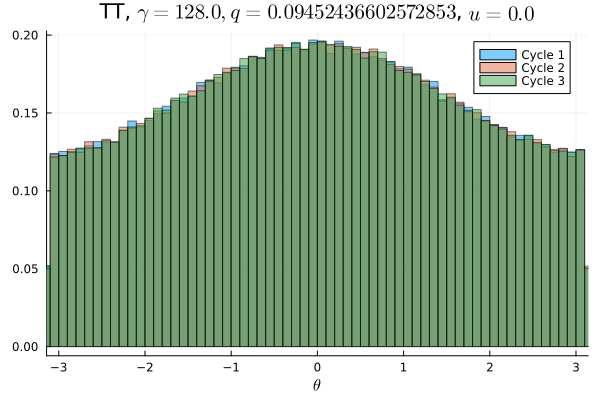 TT, γ = 128.0, q = 0.09452436602572853, u = 0.0
0.20
0.15
0.10
0.05
0.00
Cycle 1
Cycle 2
Cycle 3
−3 −2 −1 0 1 2 3
θ